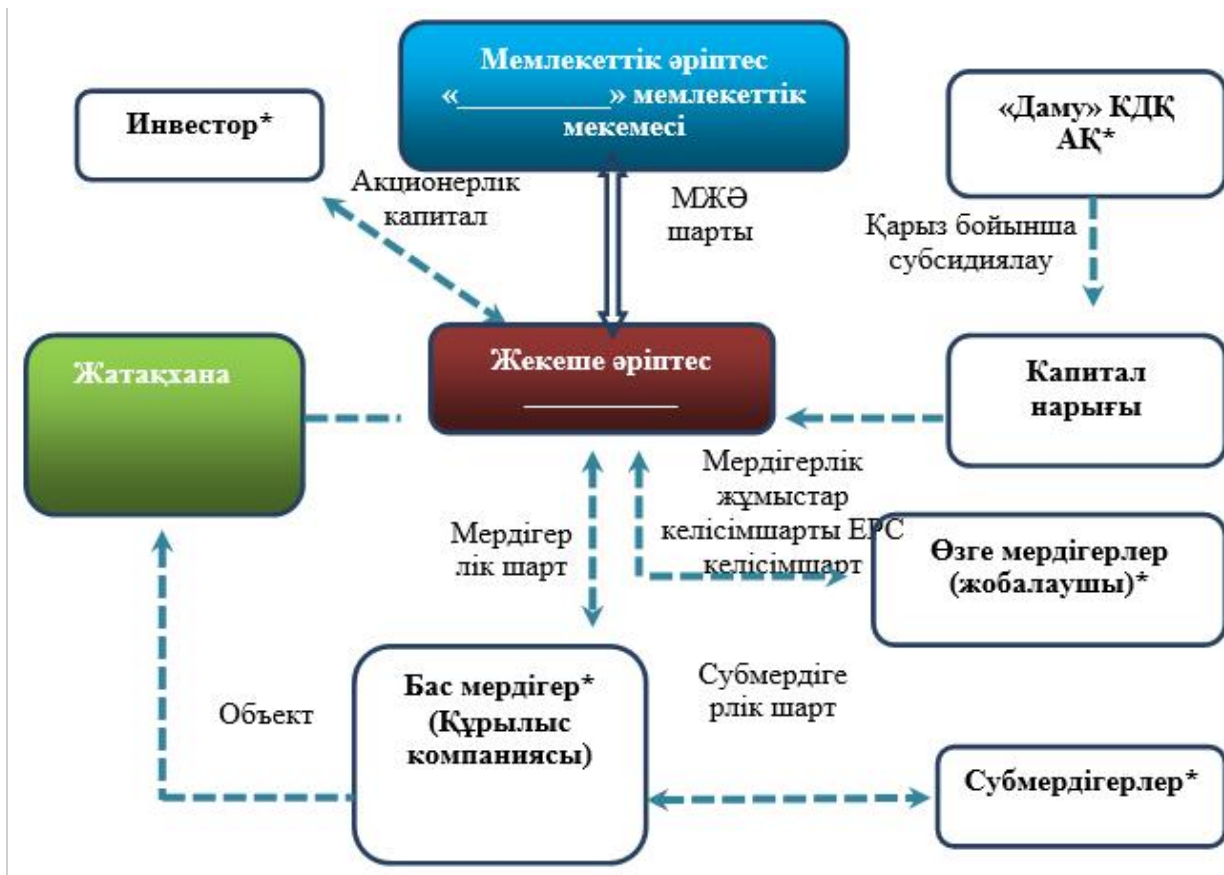 Мемлекеттік әріптес
«___________» мемлекеттік
мекемесі
Инвестор*
«Даму» КДҚ
АҚ*
Акционерлік
капитал
МЖӘ
шарты
Қарыз бойынша
субсидиялау
Жатақхана
Жекеше әріптес
___________
Капитал
нарығы
Мердігер
лік шарт
Мердігерлік
жұмыстар
келісімшарты EPC
келісімшарт
Өзге мердігерлер
(жобалаушы)*
Объект
Бас мердігер*
(Құрылыс
компаниясы)
Субмердіге
рлік шарт
Субмердігерлер*